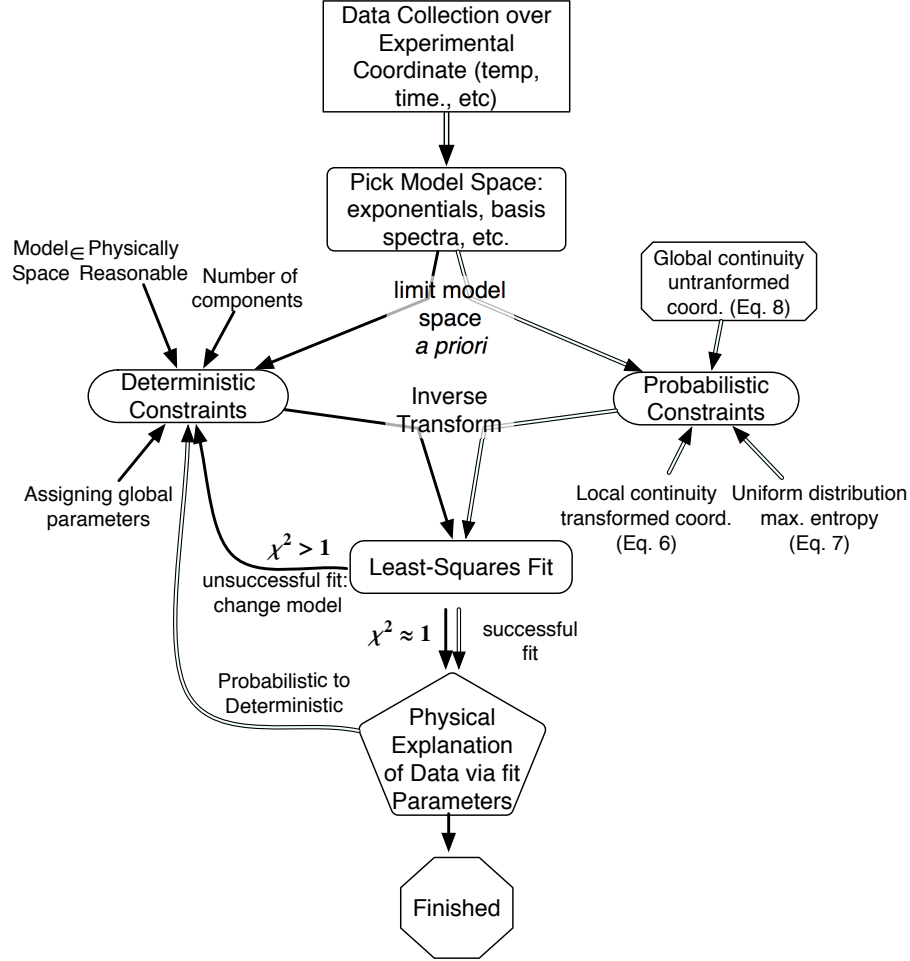 Data Collection over
Experimental
Coordinate (temp,
time., etc)
Pick Model Space:
exponentials, basis
spectra, etc.
Model∈Physically
Space Reasonable
Number of
components
limit model
space
a priori
Global continuity
untranformed
coord. (Eq. 8)
Deterministic
Constraints
Inverse
Transform
Probabilistic
Constraints
Assigning global
parameters
Local continuity
transformed coord.
(Eq. 6)
Uniform distribution
max. entropy
(Eq. 7)
χ² > 1
unsuccessful fit:
change model
Least-Squares Fit
χ² ≈ 1
successful
fit
Probabilistic to
Deterministic
Physical
Explanation
of Data via fit
Parameters
Finished